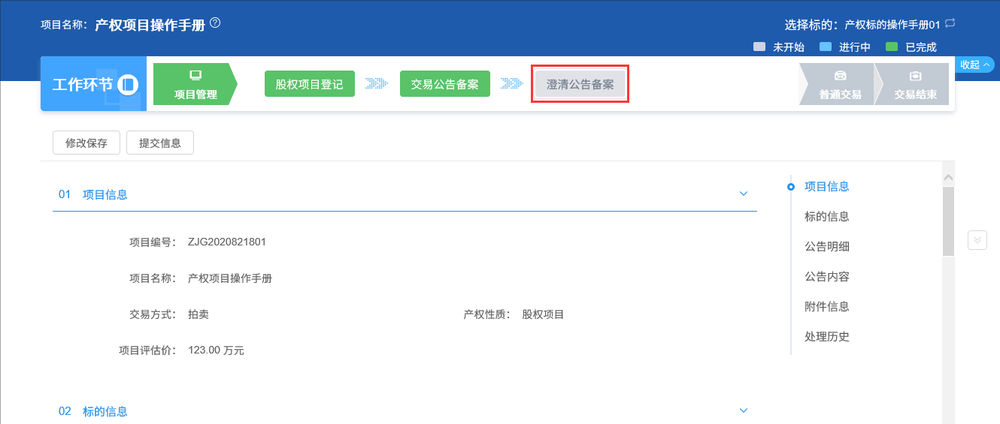 项目名称： 产权项目操作手册
选择标的：产权标的操作手册01
未开始 进行中 已完成
收起
工作环节
项目管理
股权项目登记
交易公告备案
澄清公告备案
普通交易
交易结束
修改保存
提交信息
01 项目信息
项目编号： ZJG2020821801
项目名称： 产权项目操作手册
交易方式： 拍卖
产权性质： 股权项目
项目评估价： 123.00 万元
02 标的信息
项目信息
标的信息
公告明细
公告内容
附件信息
处理历史